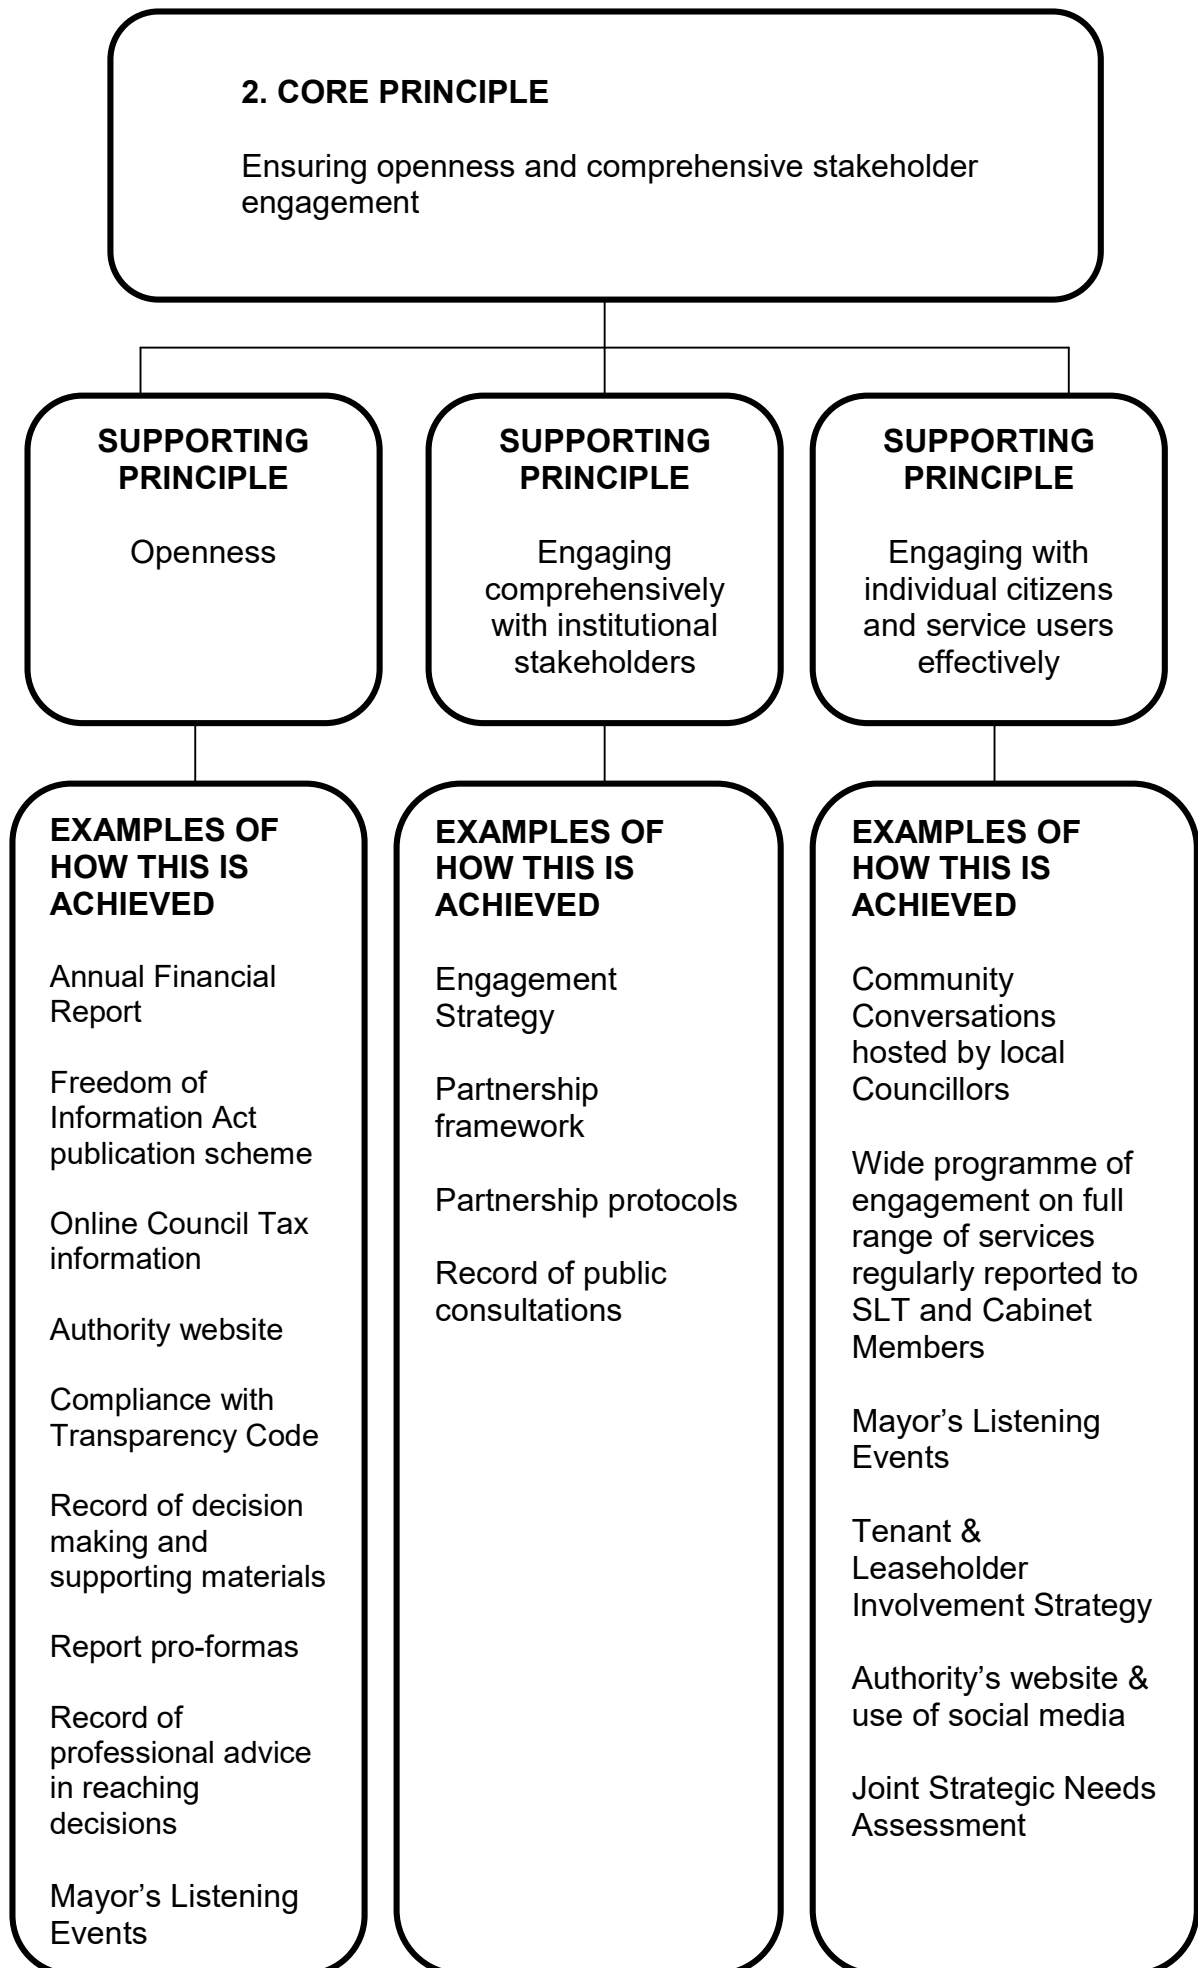 2. CORE PRINCIPLE
Ensuring openness and comprehensive stakeholder
engagement
SUPPORTING
PRINCIPLE
Openness
SUPPORTING
PRINCIPLE
Engaging
comprehensively
with institutional
stakeholders
SUPPORTING
PRINCIPLE
Engaging with
individual citizens
and service users
effectively
EXAMPLES OF
HOW THIS IS
ACHIEVED
Annual Financial
Report
Freedom of
Information Act
publication scheme
Online Council Tax
information
Authority website
Compliance with
Transparency Code
Record of decision
making and
supporting materials
Report pro-formas
Record of
professional advice
in reaching
decisions
Mayor’s Listening
Events
EXAMPLES OF
HOW THIS IS
ACHIEVED
Engagement
Strategy
Partnership
framework
Partnership protocols
Record of public
consultations
EXAMPLES OF
HOW THIS IS
ACHIEVED
Community
Conversations
hosted by local
Councillors
Wide programme of
engagement on full
range of services
regularly reported to
SLT and Cabinet
Members
Mayor’s Listening
Events
Tenant &
Leaseholder
Involvement Strategy
Authority’s website &
use of social media
Joint Strategic Needs
Assessment